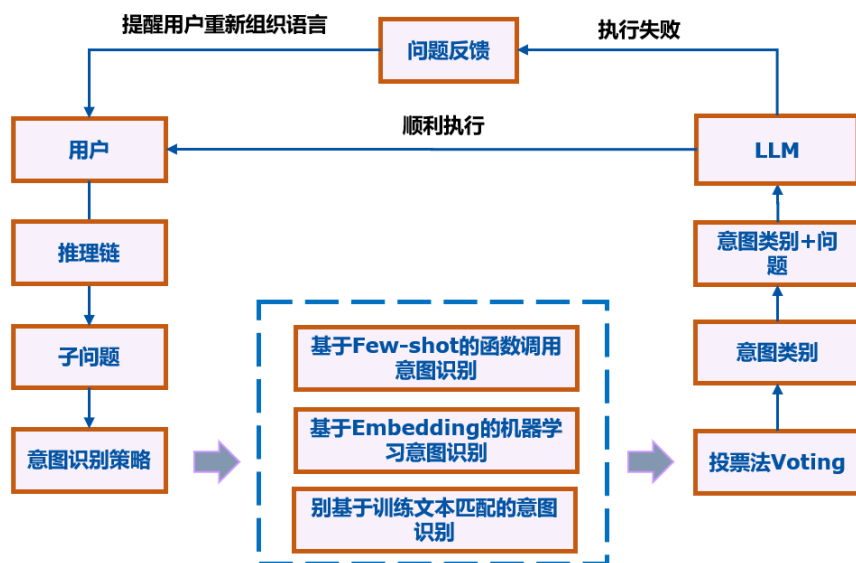 提醒用户重新组织语言
问题反馈
执行失败
用户
顺利执行
LLM
推理链
意图类别+问
题
子问题
基于Few-shot的函数调用
意图识别
意图类别
意图识别策略
基于Embedding的机器学
习意图识别
投票法Voting
别基于训练文本匹配的意图
识别